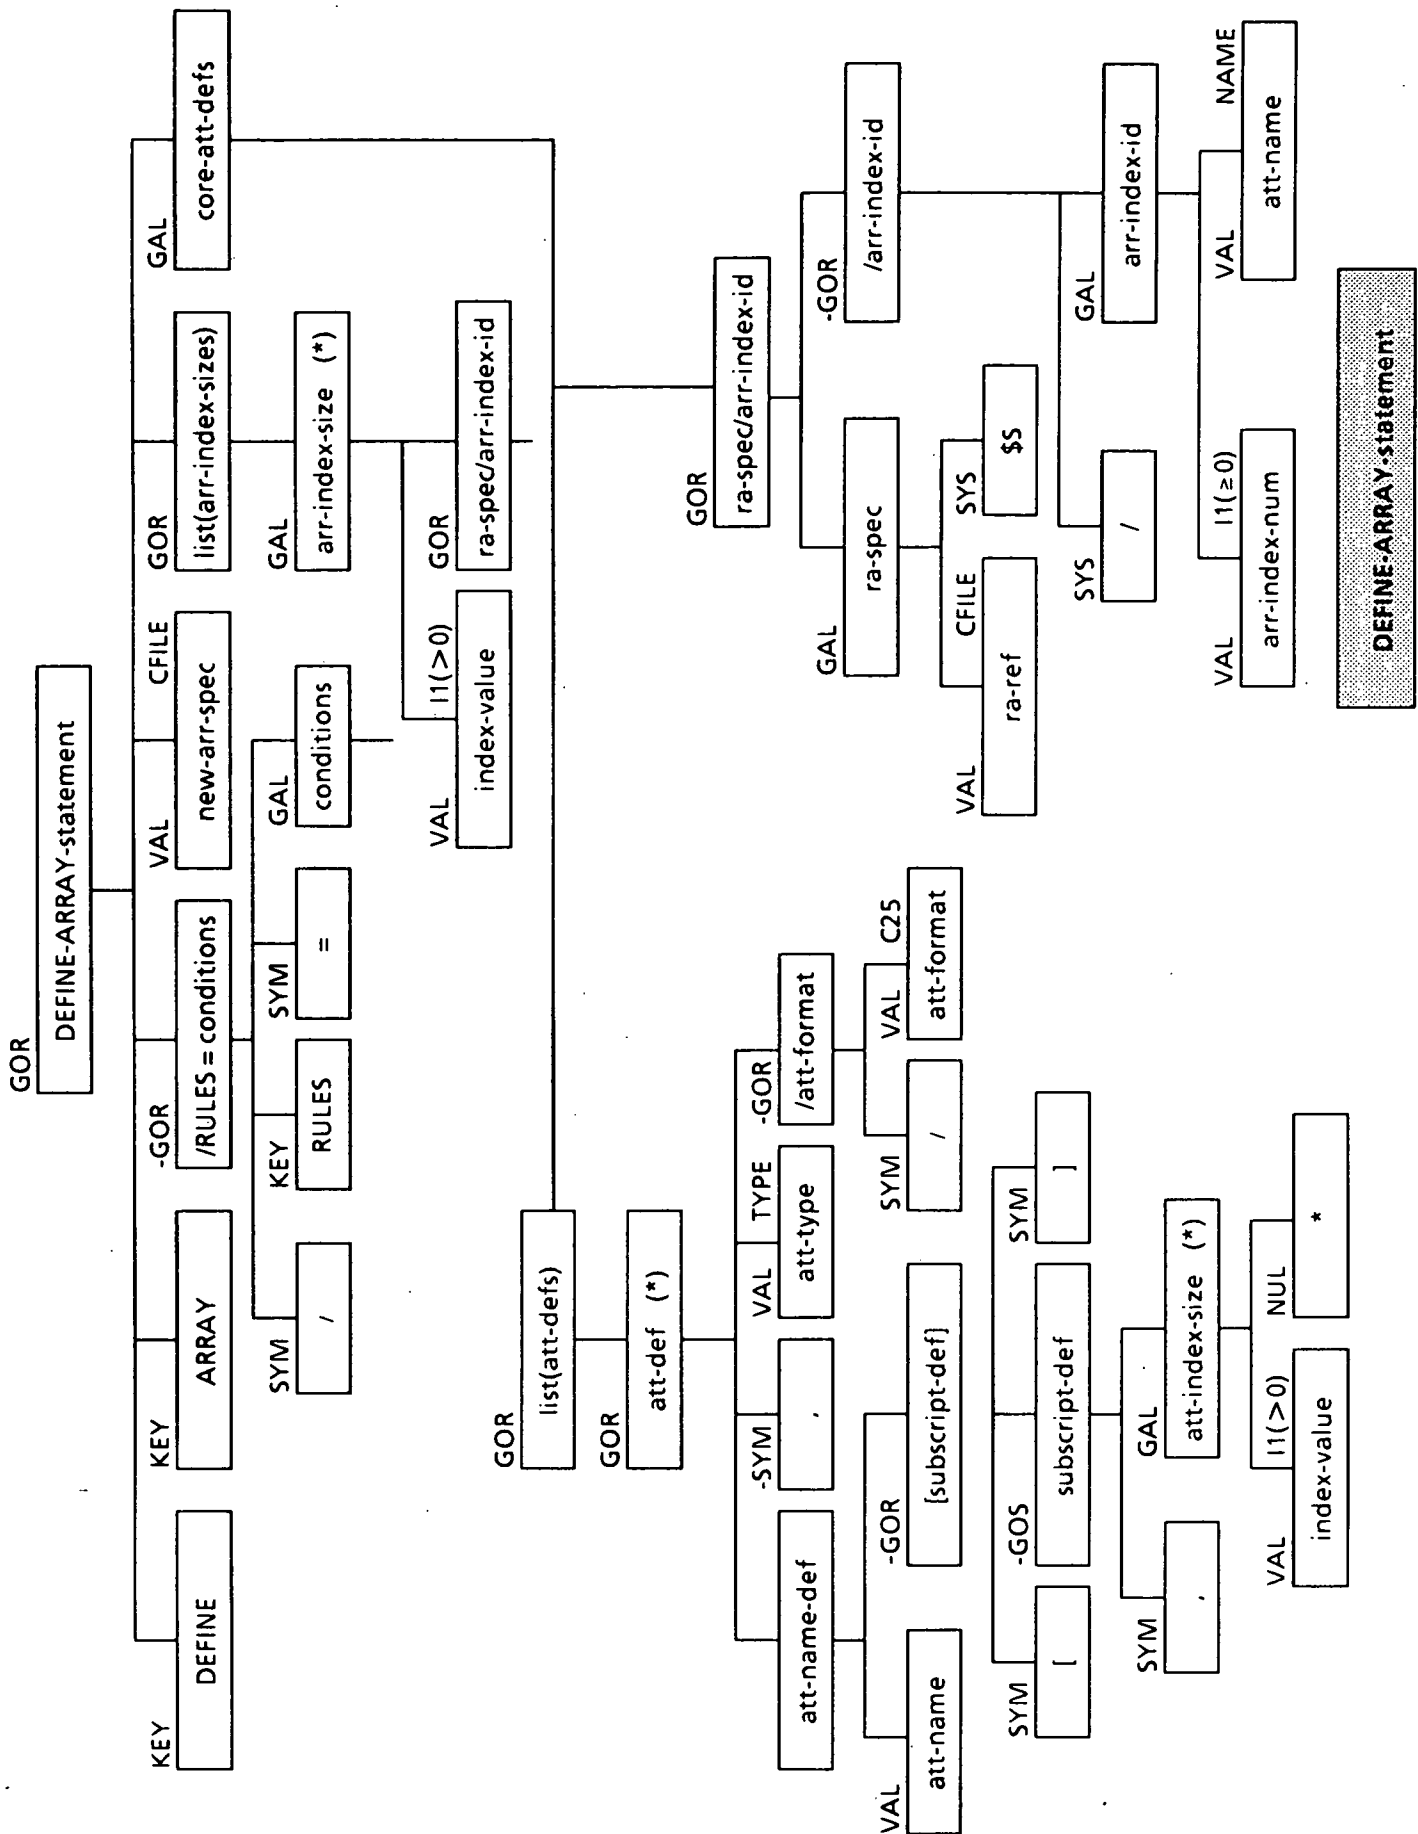 GOR
DEFINE-ARRAY-statement
KEY
DEFINE
KEY
ARRAY
-GOR
/RULES = conditions
VAL CFILE
new-arr-spec
GOR
list(arr-index-sizes)
GAL
core-att-defs
SYM
/
KEY
RULES
SYM
=
GAL
conditions
GAL
arr-index-size (*)
VAL I1(>0)
index-value
GOR
ra-spec/arr-index-id
GOR
list(att-defs)
GOR
att-def (*)
att-name-def
-SYM
,
VAL TYPE
att-type
-GOR
/att-format
VAL
att-name
-GOR
[subscript-def]
SYM
/
VAL C25
att-format
SYM
[
-GOS
subscript-def
SYM
]
SYM
,
GAL
att-index-size (*)
VAL I1(>0)
index-value
NUL
*
GOR
ra-spec/arr-index-id
GAL
ra-spec
-GOR
/arr-index-id
VAL CFILE
ra-ref
SYS
$S
SYS
/
GAL
arr-index-id
VAL I1(≥0)
arr-index-num
VAL NAME
att-name
DEFINE-ARRAY-statement